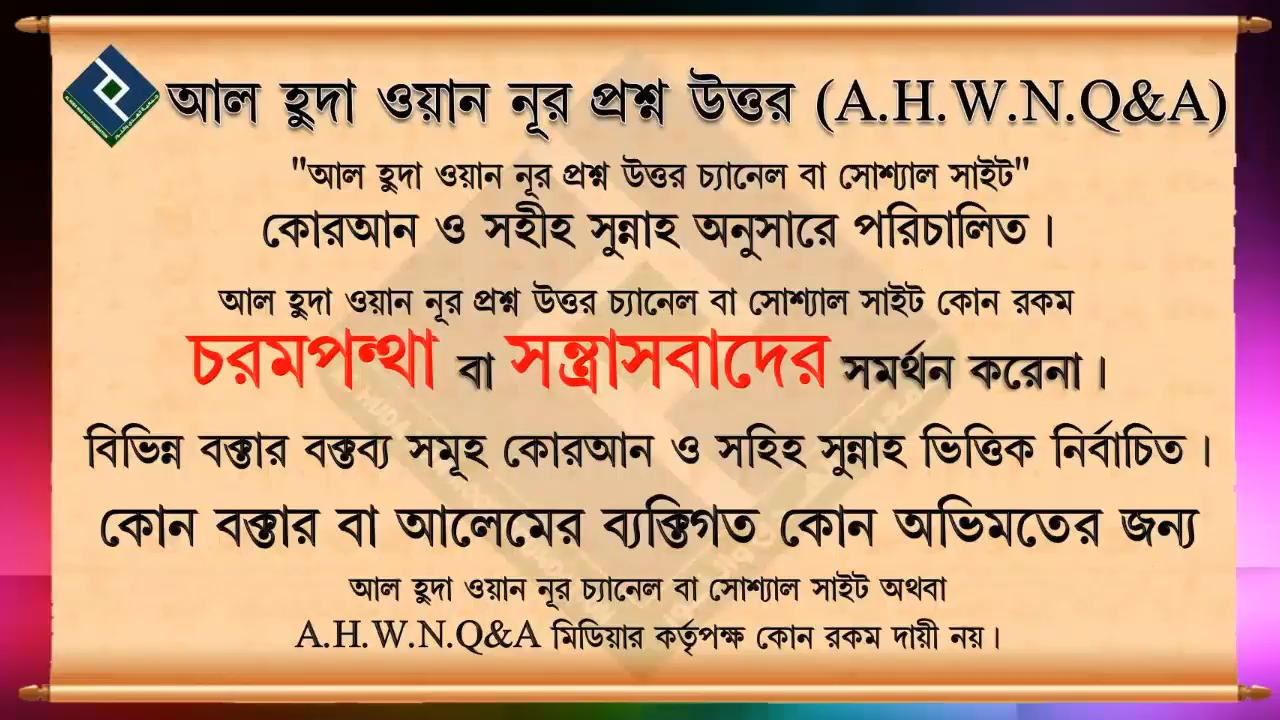 আল হুদা ওয়ান নূর প্রশ্ন উত্তর (A.H.W.N.Q&A)
"আল হুদা ওয়ান নূর প্রশ্ন উত্তর চ্যানেল বা সোশ্যাল সাইট"
কোরআন ও সহীহ সুন্নাহ অনুসারে পরিচালিত।
আল হুদা ওয়ান নূর প্রশ্ন উত্তর চ্যানেল বা সোশ্যাল সাইট কোন রকম
চরমপন্থা বা সন্ত্রাসবাদের সমর্থন করেনা।
বিভিন্ন বক্তার বক্তব্য সমূহ কোরআন ও সহিহ সুন্নাহ ভিত্তিক নির্বাচিত।
কোন বক্তার বা আলেমের ব্যক্তিগত কোন অভিমতের জন্য
আল হুদা ওয়ান নূর চ্যানেল বা সোশ্যাল সাইট অথবা
A.H.W.N.Q&A মিডিয়ার কর্তৃপক্ষ কোন রকম দায়ী নয়।